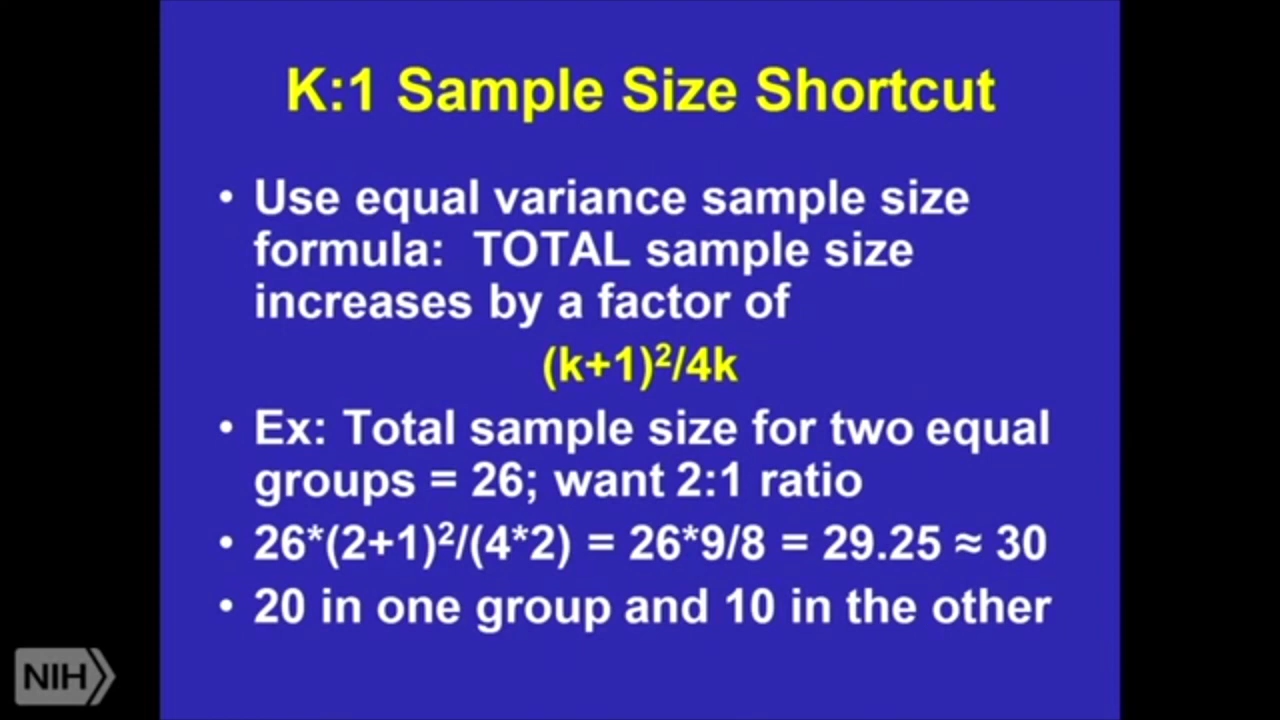 K:1 Sample Size Shortcut
• Use equal variance sample size
formula:  TOTAL sample size
increases by a factor of
(k+1)²/4k
• Ex: Total sample size for two equal
groups = 26; want 2:1 ratio
• 26*(2+1)²/(4*2) = 26*9/8 = 29.25 ≈ 30
• 20 in one group and 10 in the other
NIH